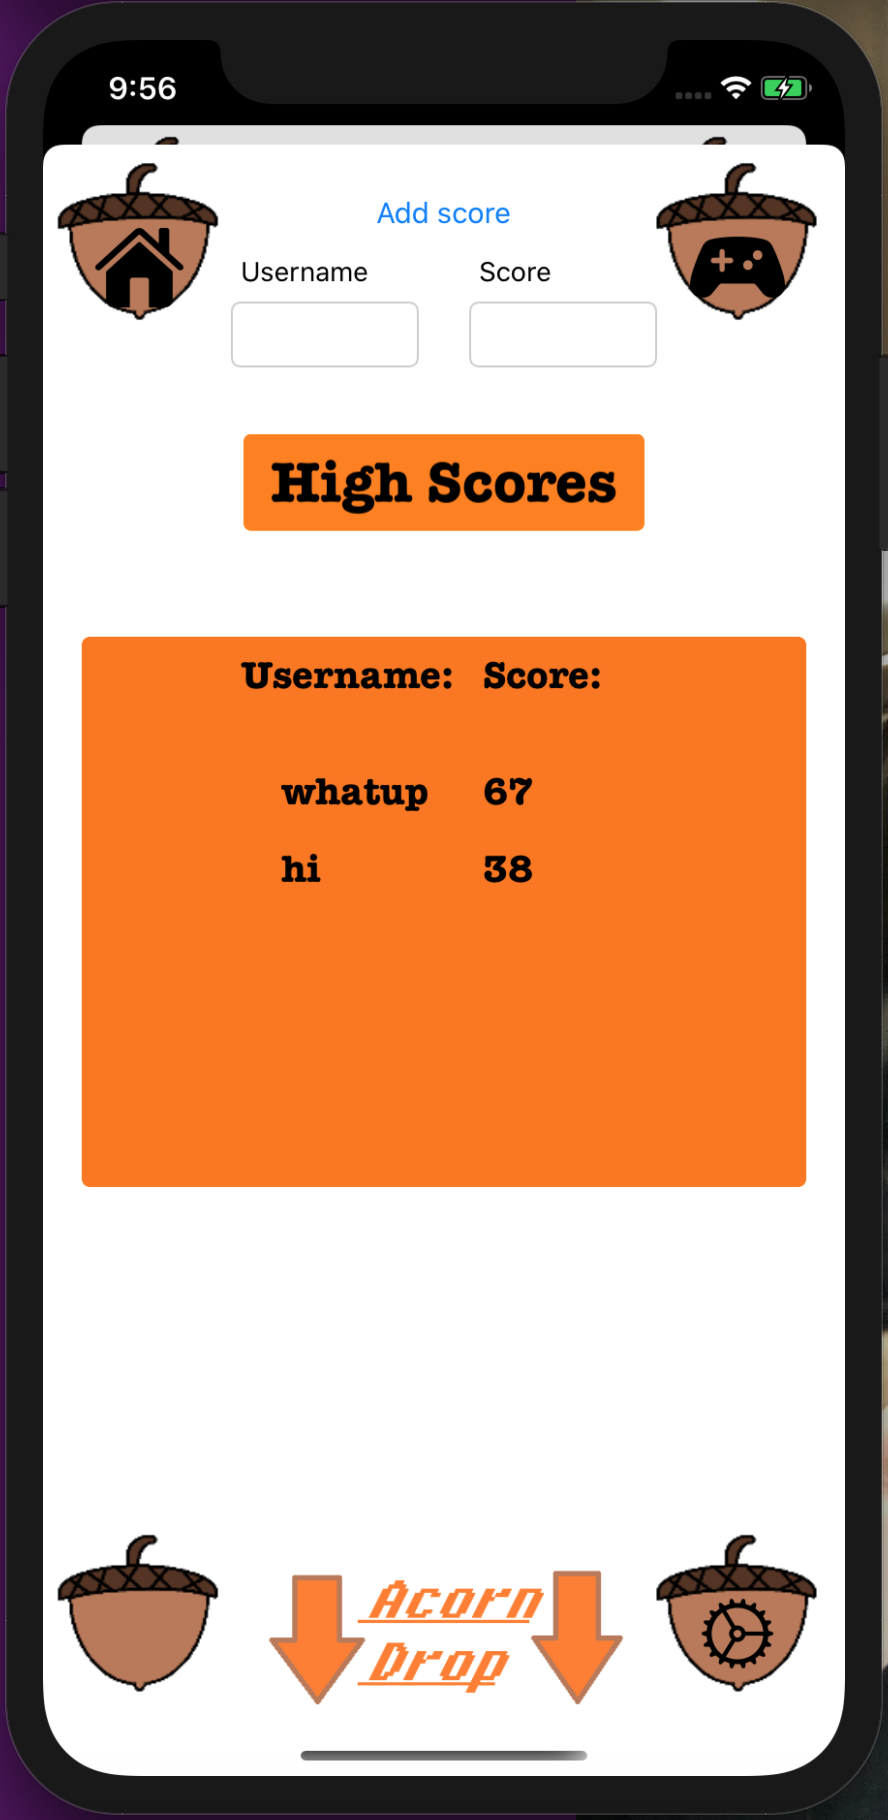 9:56
Add score
Username Score
High Scores
Username: Score:
whatup 67
hi 38
Acorn
Drop